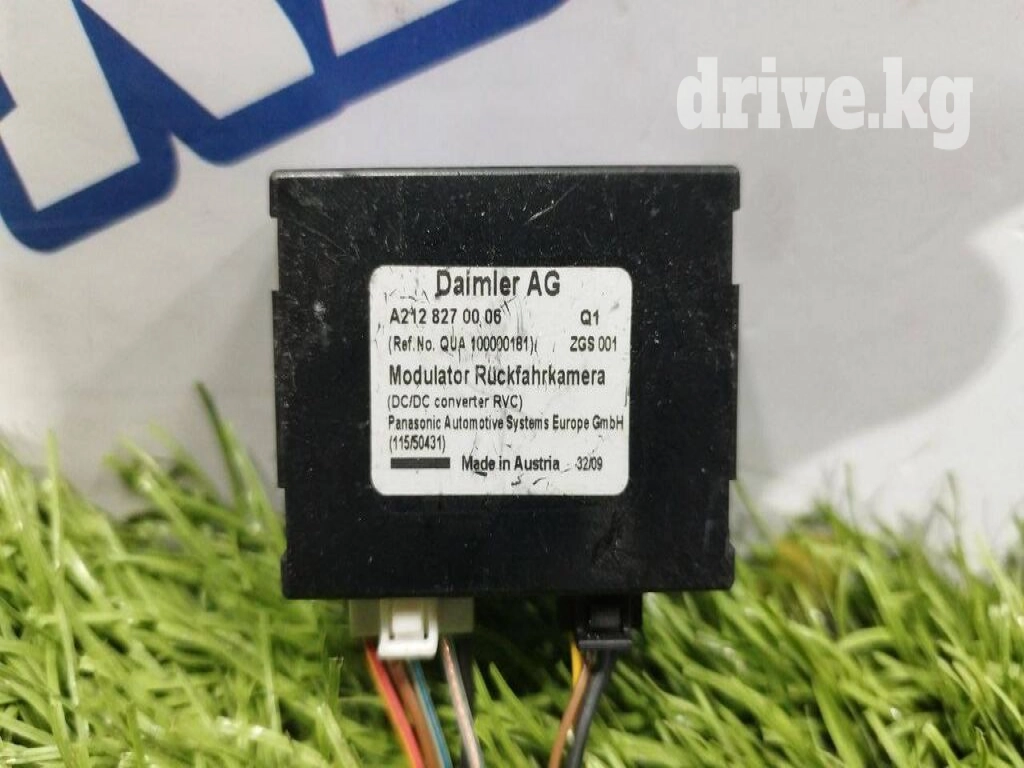 drive.kg
Daimler AG
A212 827 00 06 Q1
(Ref. No. QUA 100000181) ZGS 001
Modulator Rückfahrkamera
(DC/DC converter RVC)
Panasonic Automotive Systems Europe GmbH
(115/50431)
Made in Austria 32/09